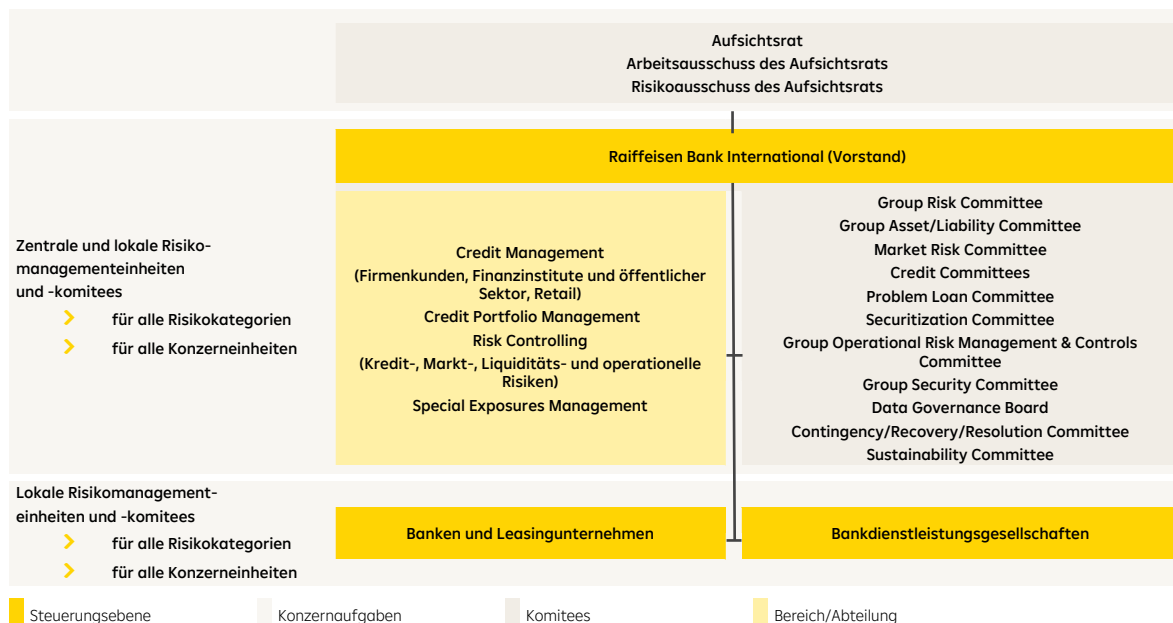 Aufsichtsrat
Arbeitsausschuss des Aufsichtsrats
Risikoausschuss des Aufsichtsrats
Raiffeisen Bank International (Vorstand)
Zentrale und lokale Risiko-
managementeinheiten
und -komitees
für alle Risikokategorien
für alle Konzerneinheiten
Credit Management
(Firmenkunden, Finanzinstitute und öffentlicher
Sektor, Retail)
Credit Portfolio Management
Risk Controlling
(Kredit-, Markt-, Liquiditäts- und operationelle
Risiken)
Special Exposures Management
Group Risk Committee
Group Asset/Liability Committee
Market Risk Committee
Credit Committees
Problem Loan Committee
Securitization Committee
Group Operational Risk Management & Controls
Committee
Group Security Committee
Data Governance Board
Contingency/Recovery/Resolution Committee
Sustainability Committee
Lokale Risikomanagement-
einheiten und -komitees
für alle Risikokategorien
für alle Konzerneinheiten
Banken und Leasingunternehmen
Bankdienstleistungsgesellschaften
Steuerungsebene
Konzernaufgaben
Komitees
Bereich/Abteilung